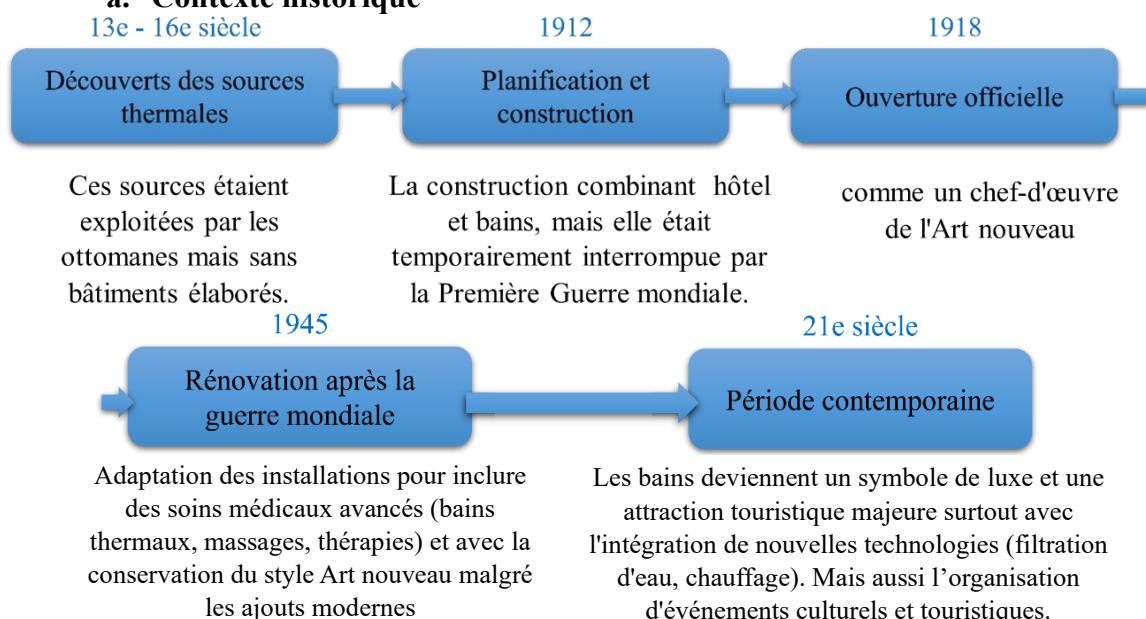 a. Contexte historique
13e - 16e siècle
Découverts des sources
thermales
Ces sources étaient
exploitées par les
ottomanes mais sans
bâtiments élaborés.
1912
Planification et
construction
La construction combinant hôtel
et bains, mais elle était
temporairement interrompue par
la Première Guerre mondiale.
1918
Ouverture officielle
comme un chef-d'œuvre
de l'Art nouveau
1945
Rénovation après la
guerre mondiale
Adaptation des installations pour inclure
des soins médicaux avancés (bains
thermaux, massages, thérapies) et avec la
conservation du style Art nouveau malgré
les ajouts modernes
21e siècle
Période contemporaine
Les bains deviennent un symbole de luxe et une
attraction touristique majeure surtout avec
l'intégration de nouvelles technologies (filtration
d'eau, chauffage). Mais aussi l’organisation
d'événements culturels et touristiques.